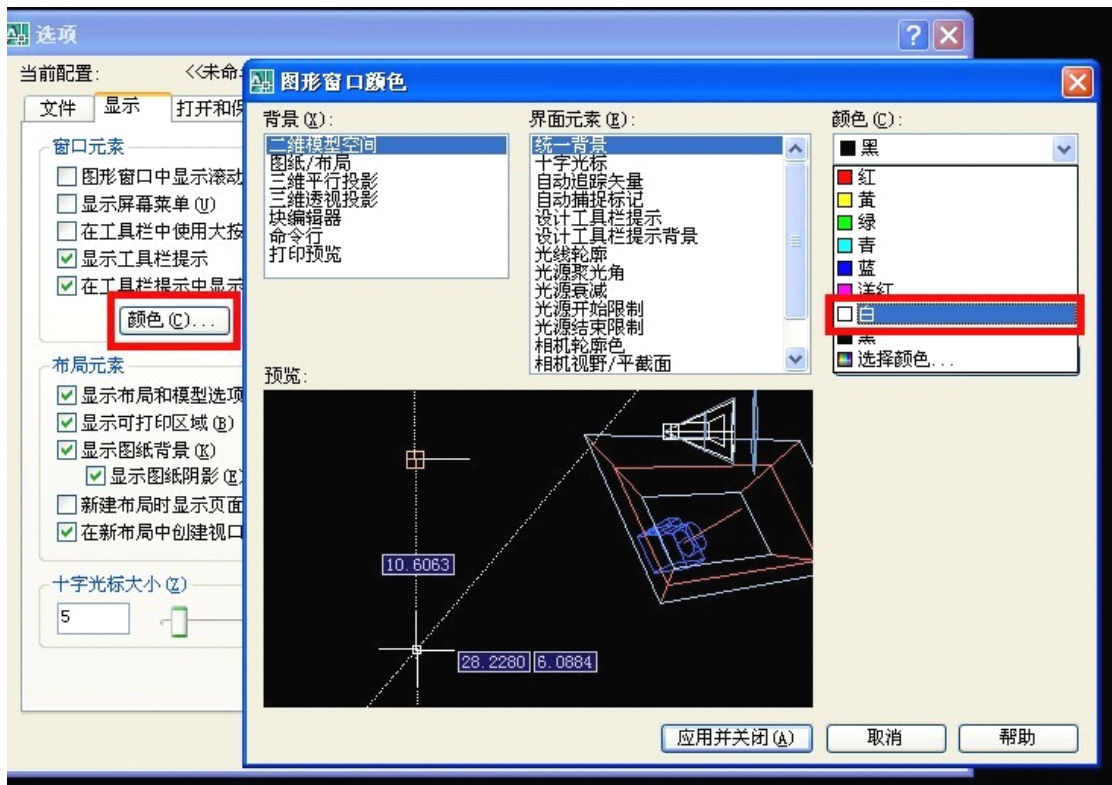 选项
当前配置: <<未命
文件 显示 打开和保
窗口元素
图形窗口中显示滚动
显示屏幕菜单(U)
在工具栏中使用大按
显示工具栏提示
在工具栏提示中显示
颜色(C)...
布局元素
显示布局和模型选项
显示可打印区域(B)
显示图纸背景(K)
显示图纸阴影(E)
新建布局时显示页面
在新布局中创建视口
十字光标大小(Z)
5
图形窗口颜色
背景(X):
二维模型空间
图纸/布局
三维平行投影
三维透视投影
块编辑器
命令行
打印预览
界面元素(E):
统一背景
十字光标
自动追踪矢量
自动捕捉标记
设计工具栏提示
设计工具栏提示背景
光线轮廓
光源聚光角
光源衰减
光源开始限制
光源结束限制
相机轮廓色
相机视野/平截面
颜色(C):
黑
红
黄
绿
青
蓝
洋红
白
黑
选择颜色...
预览:
10.6063
28.2280 6.0884
应用并关闭(A) 取消 帮助